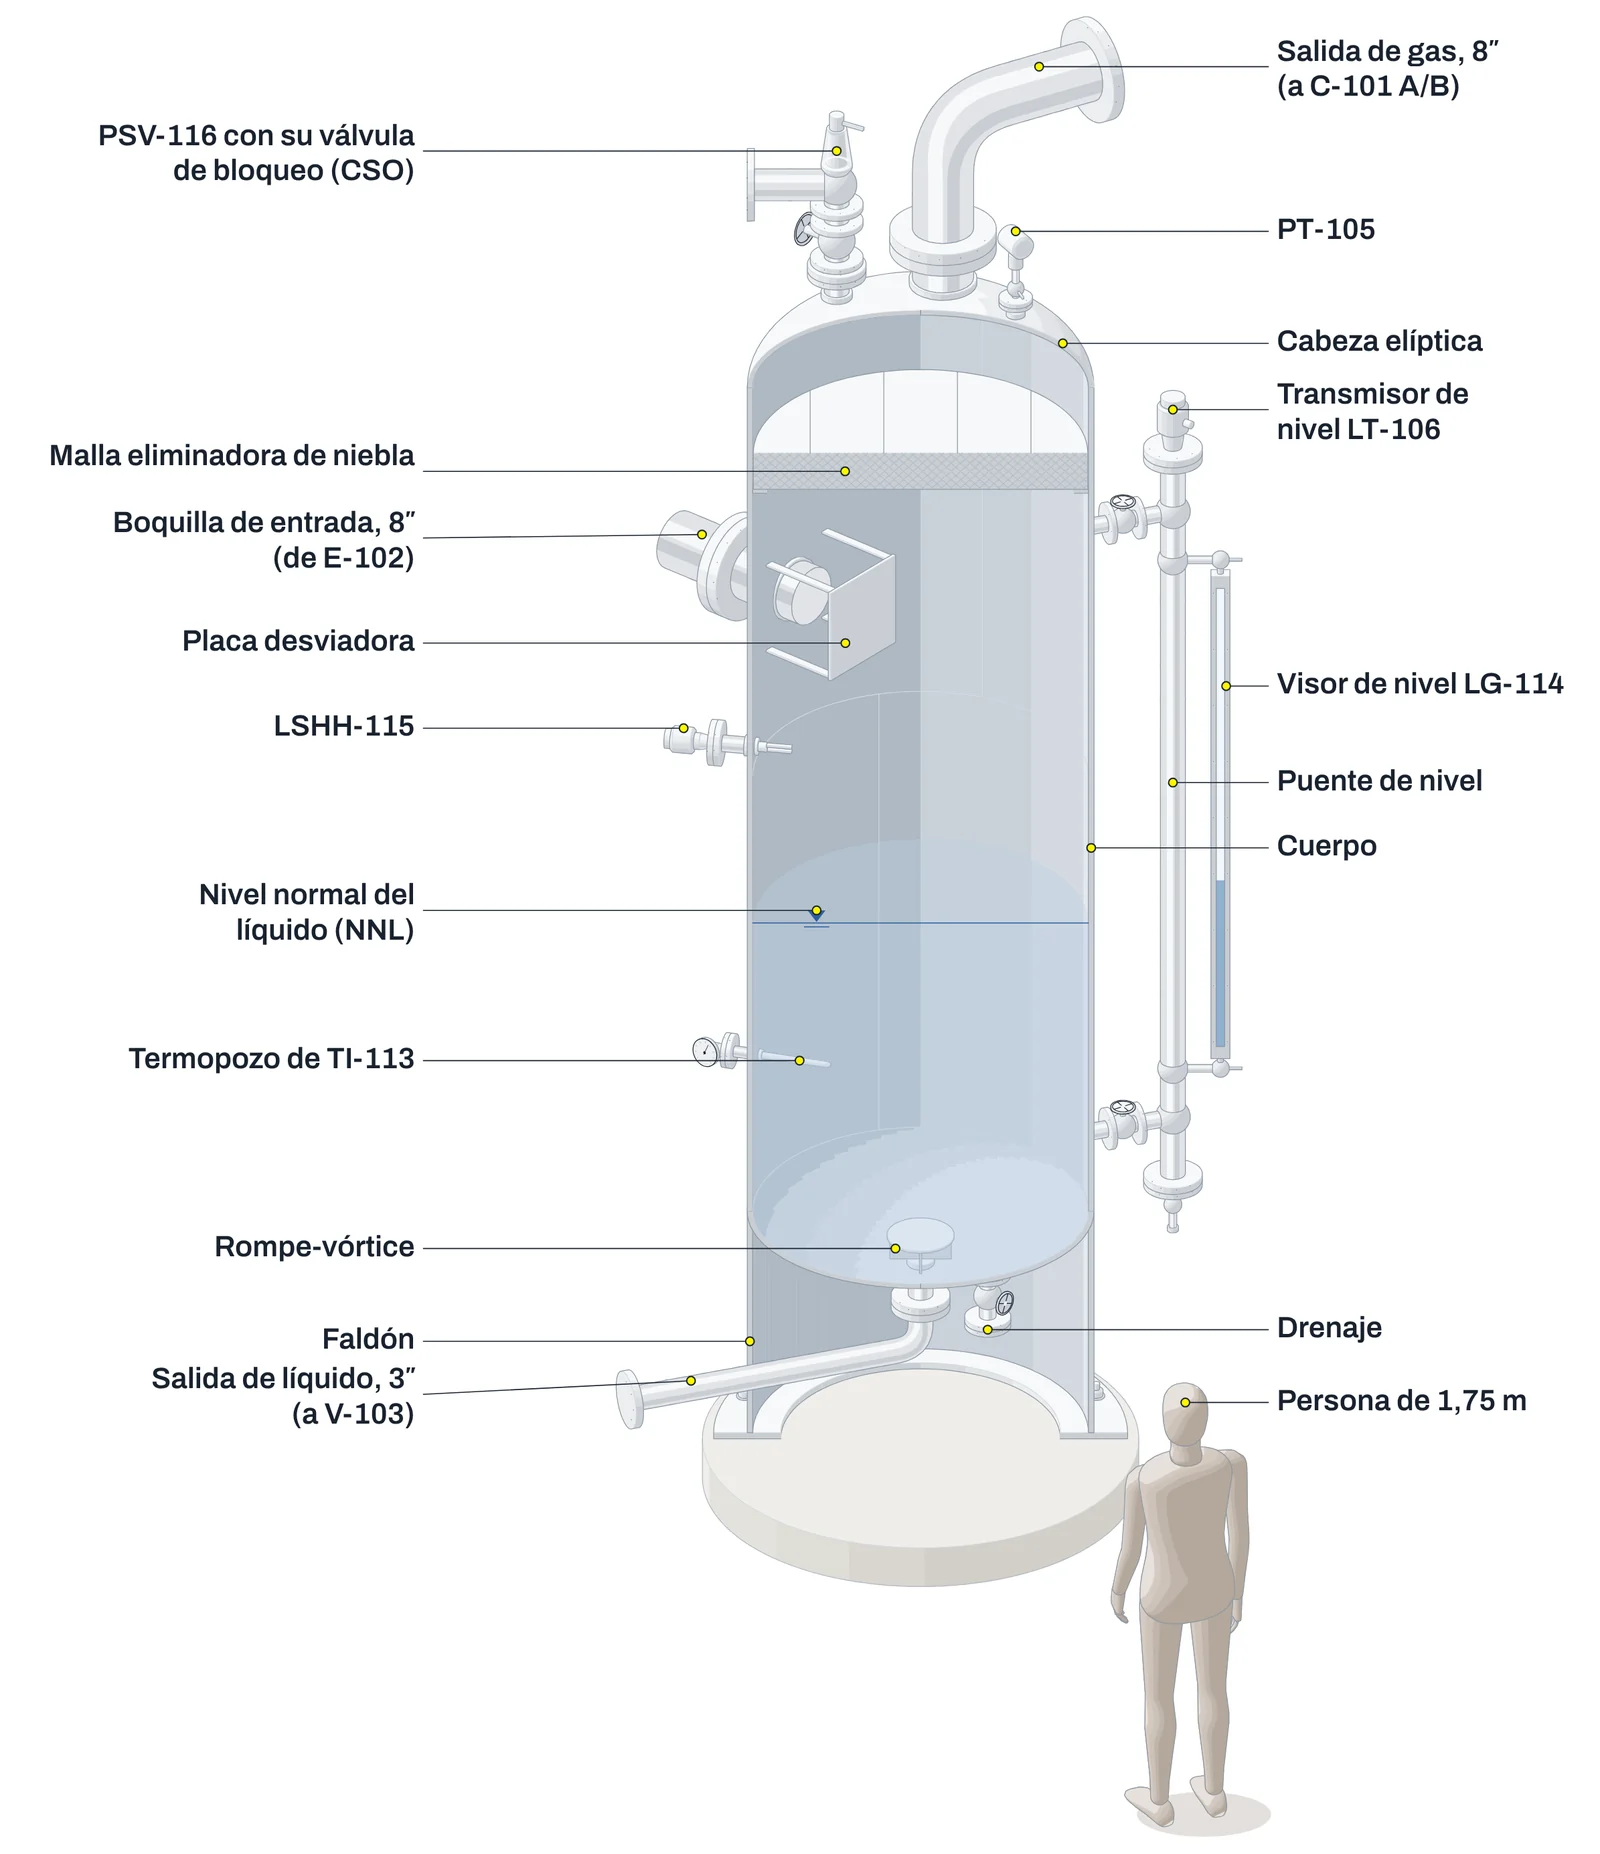 Salida de gas, 8″
(a C-101 A/B)
PSV-116 con su válvula
de bloqueo (CSO)
PT-105
Cabeza elíptica
Transmisor de
nivel LT-106
Malla eliminadora de niebla
Boquilla de entrada, 8″
(de E-102)
Placa desviadora
Visor de nivel LG-114
LSHH-115
Puente de nivel
Cuerpo
Nivel normal del
líquido (NNL)
Termopozo de TI-113
Rompe-vórtice
Drenaje
Faldón
Salida de líquido, 3″
(a V-103)
Persona de 1,75 m